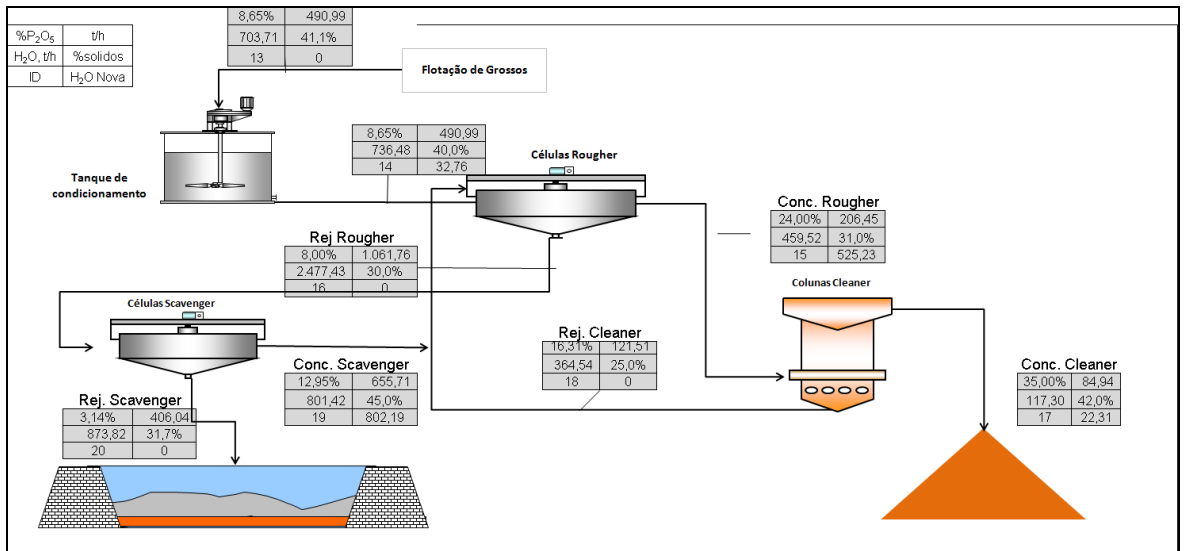 %P₂O₅ t/h
H₂O, t/h %solidos
ID H₂O Nova
8,65% 490,99
703,71 41,1%
13 0
Flotação de Grossos
Tanque de
condicionamento
8,65% 490,99
736,48 40,0%
14 32,76
Células Rougher
Conc. Rougher
24,00% 206,45
459,52 31,0%
15 525,23
Rej Rougher
8,00% 1.061,76
2.477,43 30,0%
16 0
Colunas Cleaner
Células Scavenger
Rej. Cleaner
16,31% 121,51
364,54 25,0%
18 0
Conc. Scavenger
12,95% 655,71
801,42 45,0%
19 802,19
Conc. Cleaner
35,00% 84,94
117,30 42,0%
17 22,31
Rej. Scavenger
3,14% 406,04
873,82 31,7%
20 0